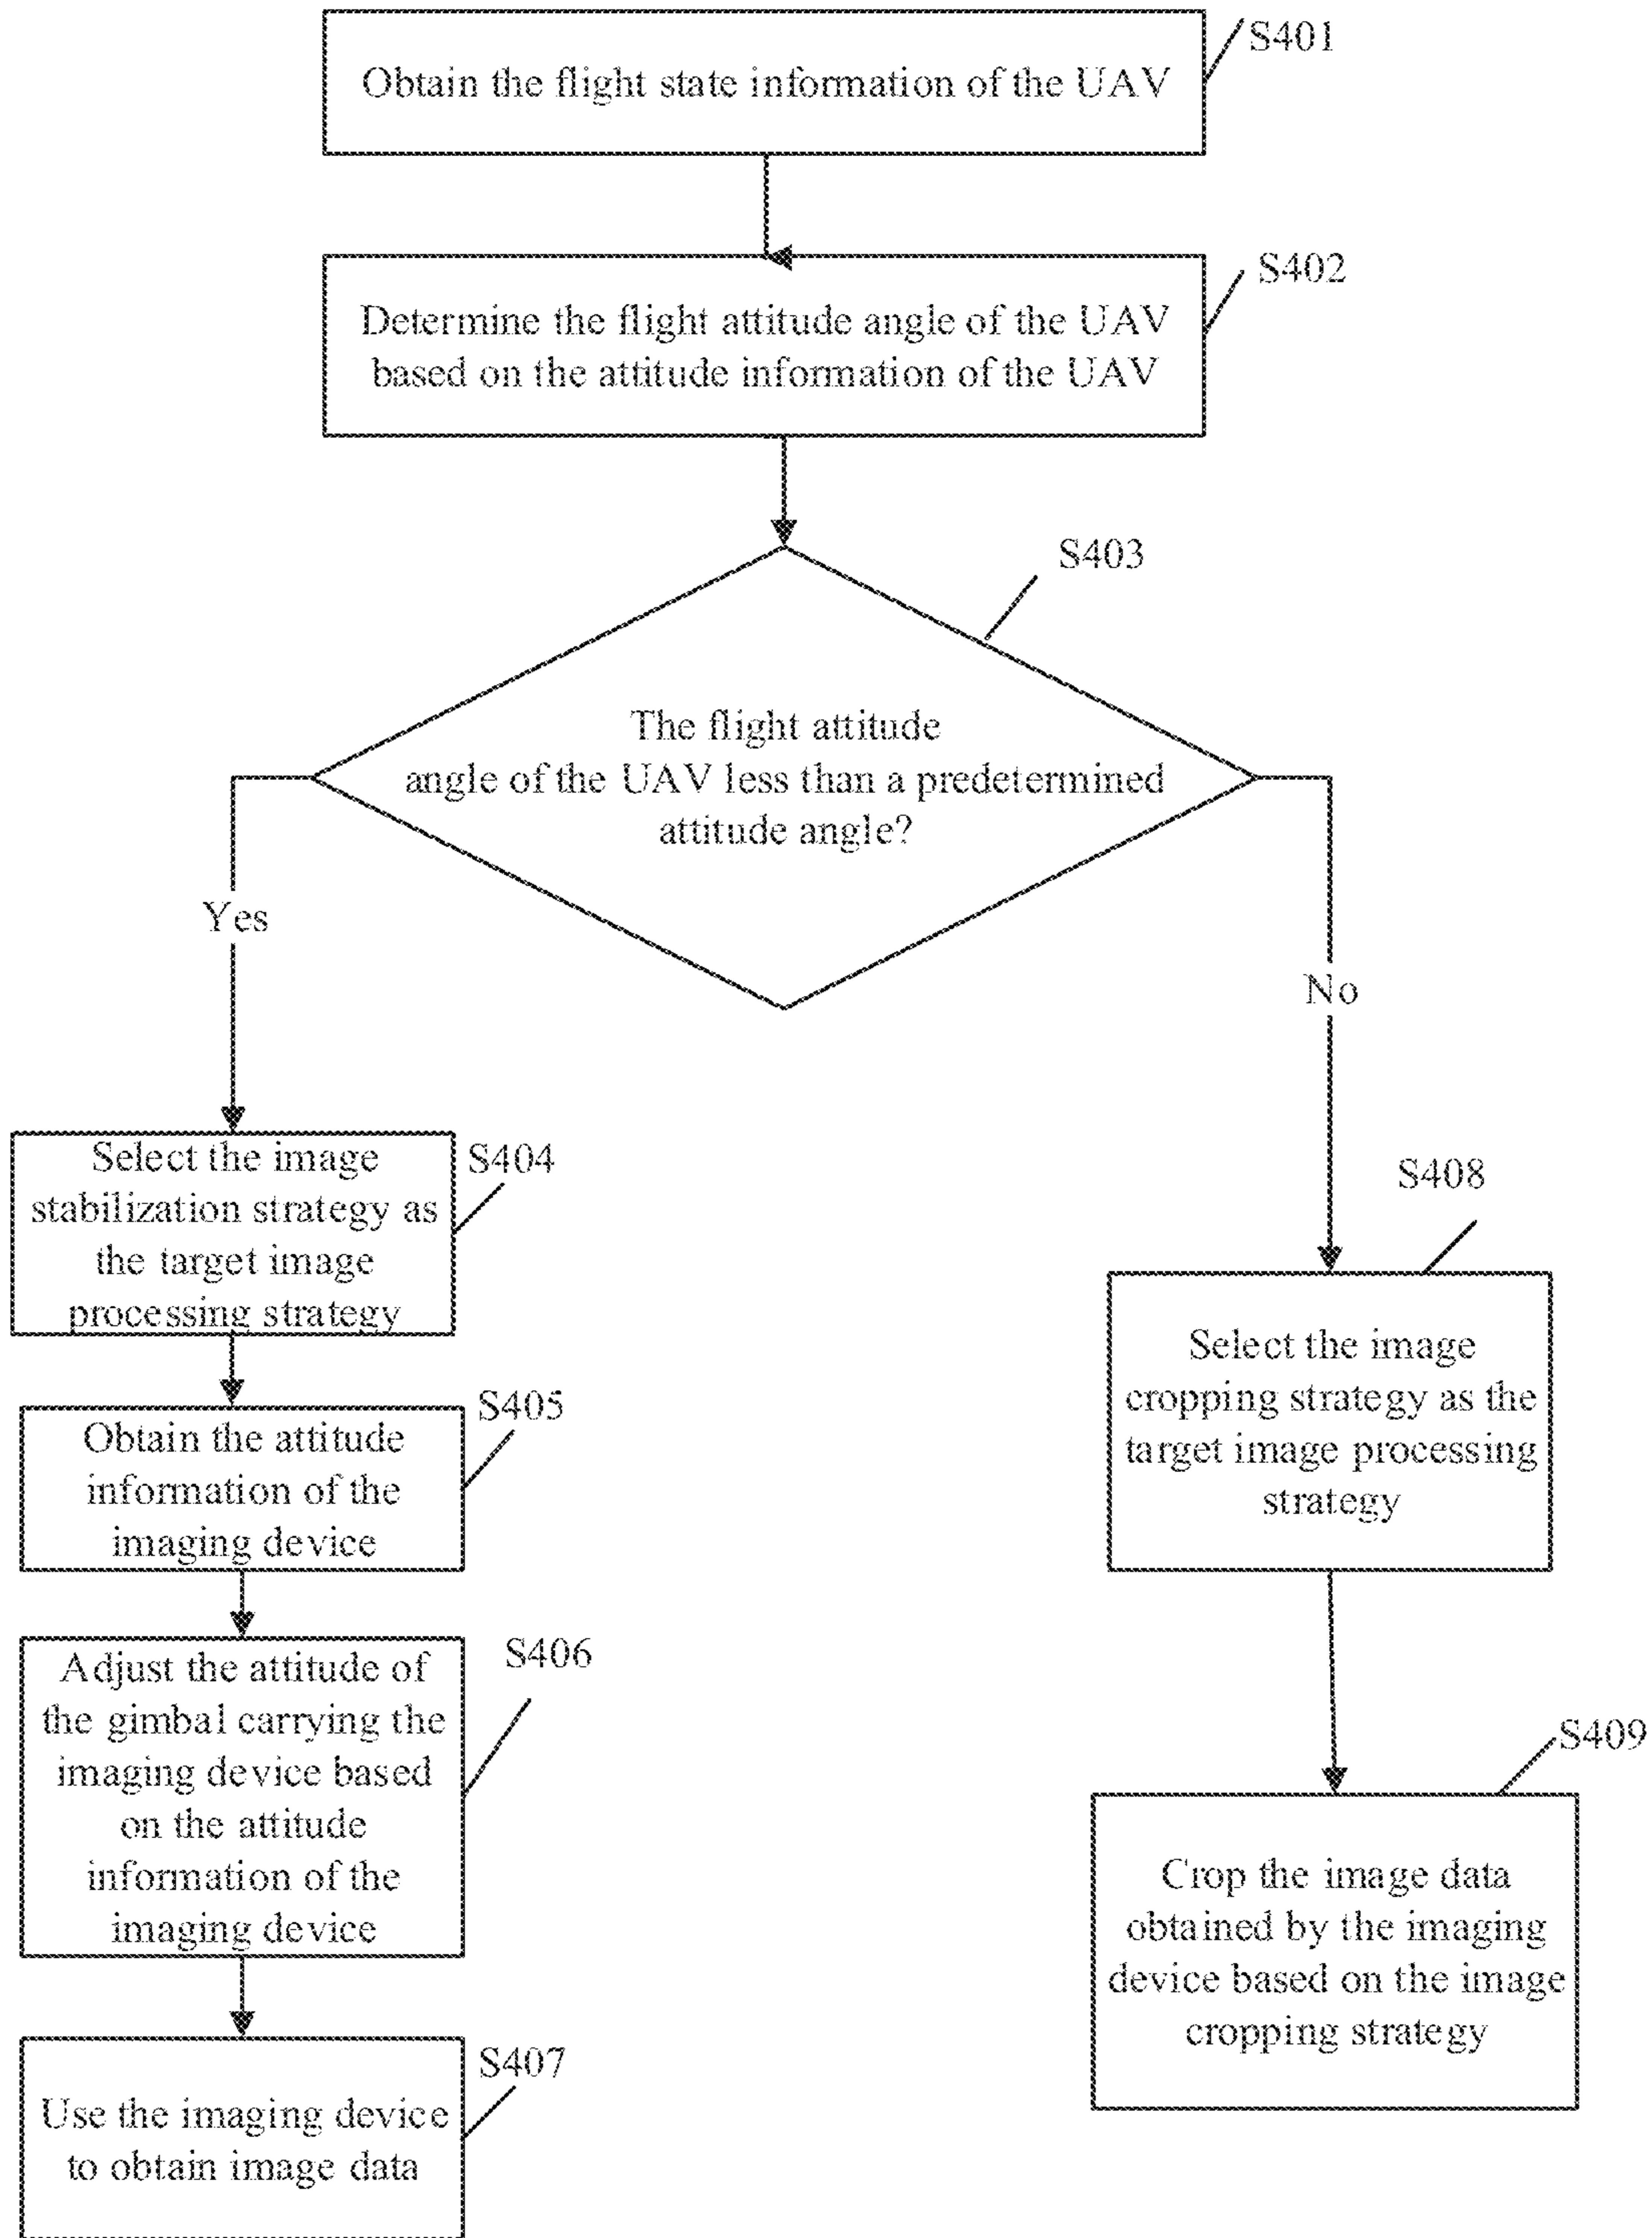 S401
Obtain the flight state information of the UAV
S402
Determine the flight attitude angle of the UAV
based on the attitude information of the UAV
S403
The flight attitude
angle of the UAV less than a predetermined
attitude angle?
Yes
No
S404
Select the image
stabilization strategy as
the target image
processing strategy
S405
Obtain the attitude
information of the
imaging device
S406
Adjust the attitude of
the gimbal carrying the
imaging device based
on the attitude
information of the
imaging device
S407
Use the imaging device
to obtain image data
S408
Select the image
cropping strategy as the
target image processing
strategy
S409
Crop the image data
obtained by the imaging
device based on the image
cropping strategy